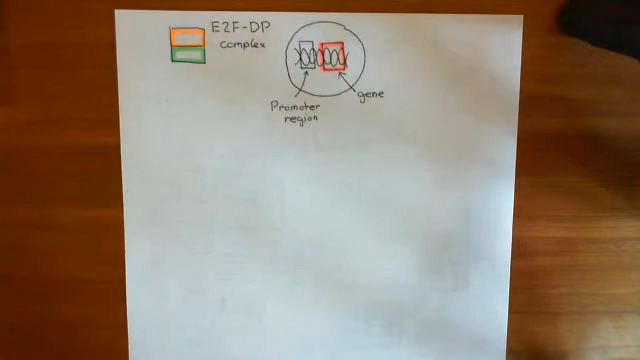 E2F-DP
complex
Promoter
region
gene